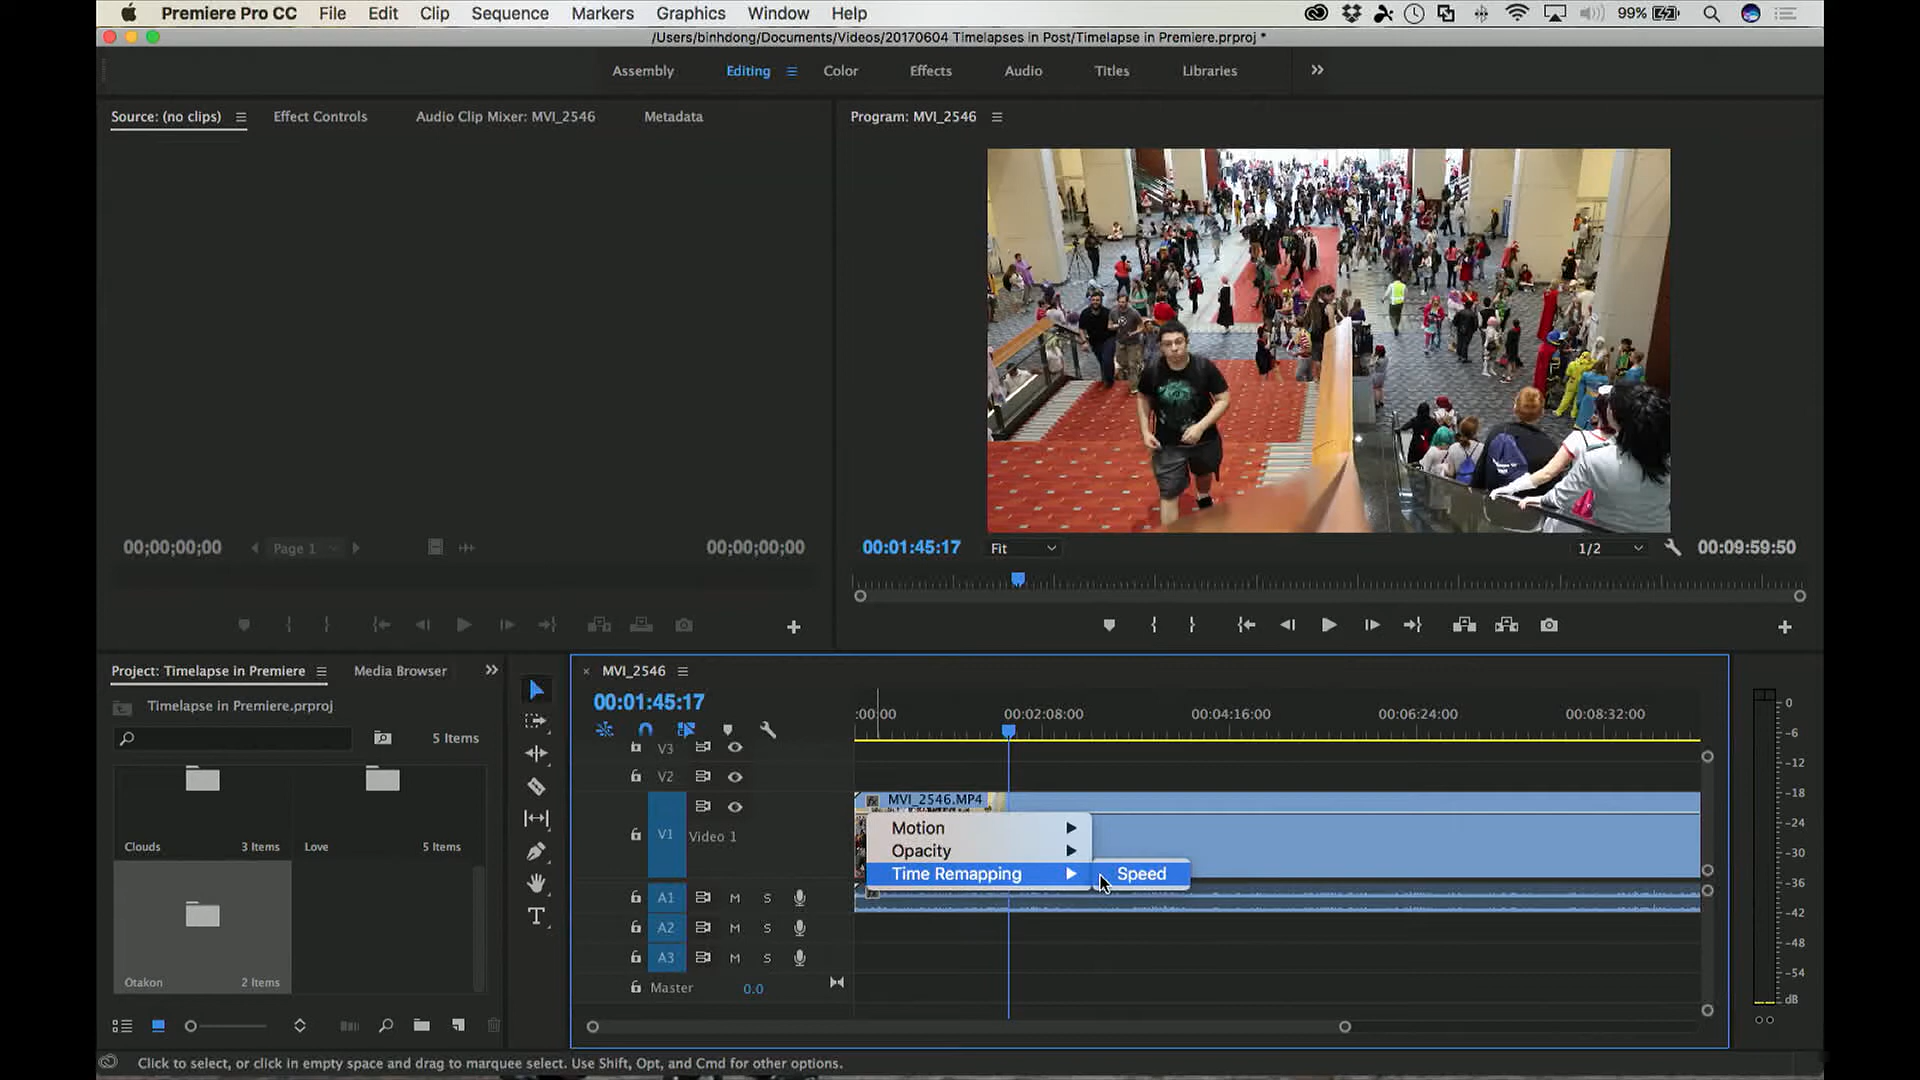 Premiere Pro CC File Edit Clip Sequence Markers Graphics Window Help 99%
/Users/binhdong/Documents/Videos/20170604 Timelapses in Post/Timelapse in Premiere.prproj *
Assembly Editing Color Effects Audio Titles Libraries
Source: (no clips) Effect Controls Audio Clip Mixer: MVI_2546 Metadata
Program: MVI_2546
00;00;00;00 Page 1 00;00;00;00
00:01:45:17 Fit 1/2 00:09:59:50
Project: Timelapse in Premiere Media Browser
Timelapse in Premiere.prproj
5 Items
Clouds 3 Items Love 5 Items
Otakon 2 Items
MVI_2546
00:01:45:17
:00:00 00:02:08:00 00:04:16:00 00:06:24:00 00:08:32:00
V3
V2
MVI_2546.MP4
V1 Video 1
Motion
Opacity
Time Remapping Speed
A1 M S
A2 M S
A3 M S
Master 0.0
0
-6
-12
-18
-24
-30
-36
-42
-48
-54
dB
Click to select, or click in empty space and drag to marquee select. Use Shift, Opt, and Cmd for other options.